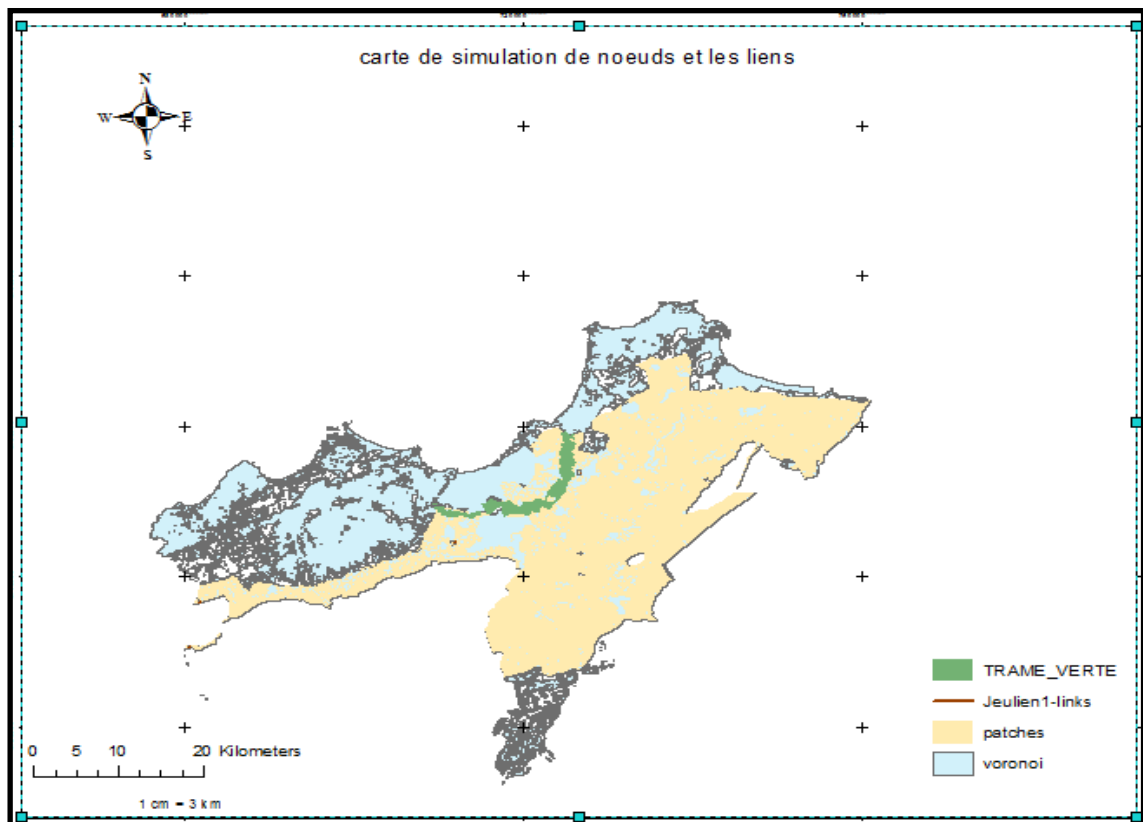 carte de simulation de noeuds et les liens
N
W E
S
TRAME_VERTE
Jeulien1-links
patches
voronoi
0 5 10 20 Kilometers
1 cm = 3 km